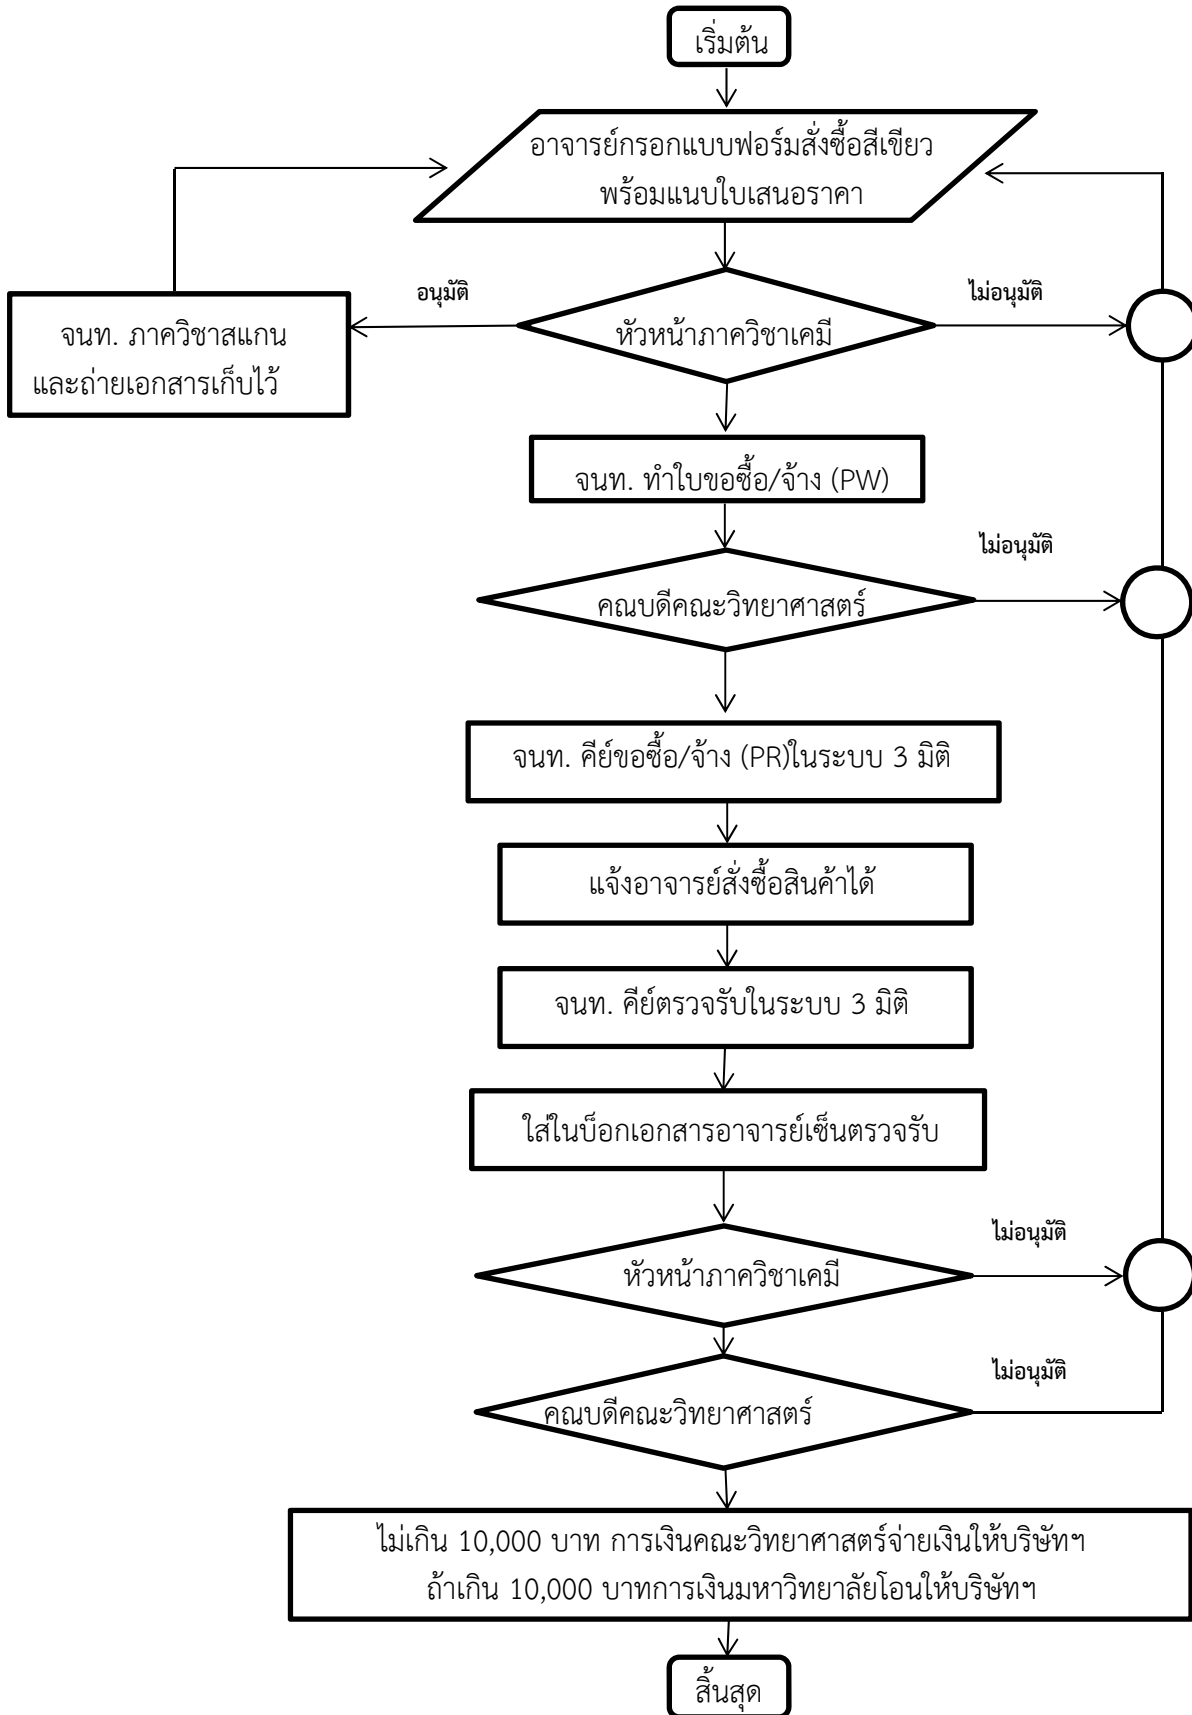 เริ่มต้น
อาจารย์กรอกแบบฟอร์มสั่งซื้อสีเขียว
พร้อมแนบใบเสนอราคา
อนุมัติ
ไม่อนุมัติ
จนท. ภาควิชาสแกน
และถ่ายเอกสารเก็บไว้
หัวหน้าภาควิชาเคมี
จนท. ทำใบขอซื้อ/จ้าง (PW)
ไม่อนุมัติ
คณบดีคณะวิทยาศาสตร์
จนท. คีย์ขอซื้อ/จ้าง (PR)ในระบบ 3 มิติ
แจ้งอาจารย์สั่งซื้อสินค้าได้
จนท. คีย์ตรวจรับในระบบ 3 มิติ
ใส่ในบ็อกเอกสารอาจารย์เซ็นตรวจรับ
ไม่อนุมัติ
หัวหน้าภาควิชาเคมี
ไม่อนุมัติ
คณบดีคณะวิทยาศาสตร์
ไม่เกิน 10,000 บาท การเงินคณะวิทยาศาสตร์จ่ายเงินให้บริษัทฯ
ถ้าเกิน 10,000 บาทการเงินมหาวิทยาลัยโอนให้บริษัทฯ
สิ้นสุด